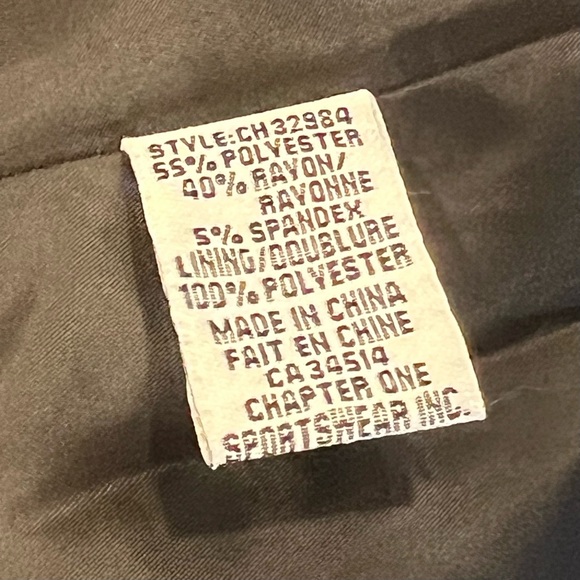 STYLE:CH32984
55% POLYESTER
40% RAYON/
RAYONNE
5% SPANDEX
LINING/DOUBLURE
100% POLYESTER
MADE IN CHINA
FAIT EN CHINE
CA34514
CHAPTER ONE
SPORTSWEAR INC.